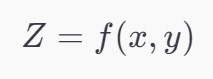 Z = f(x, y)